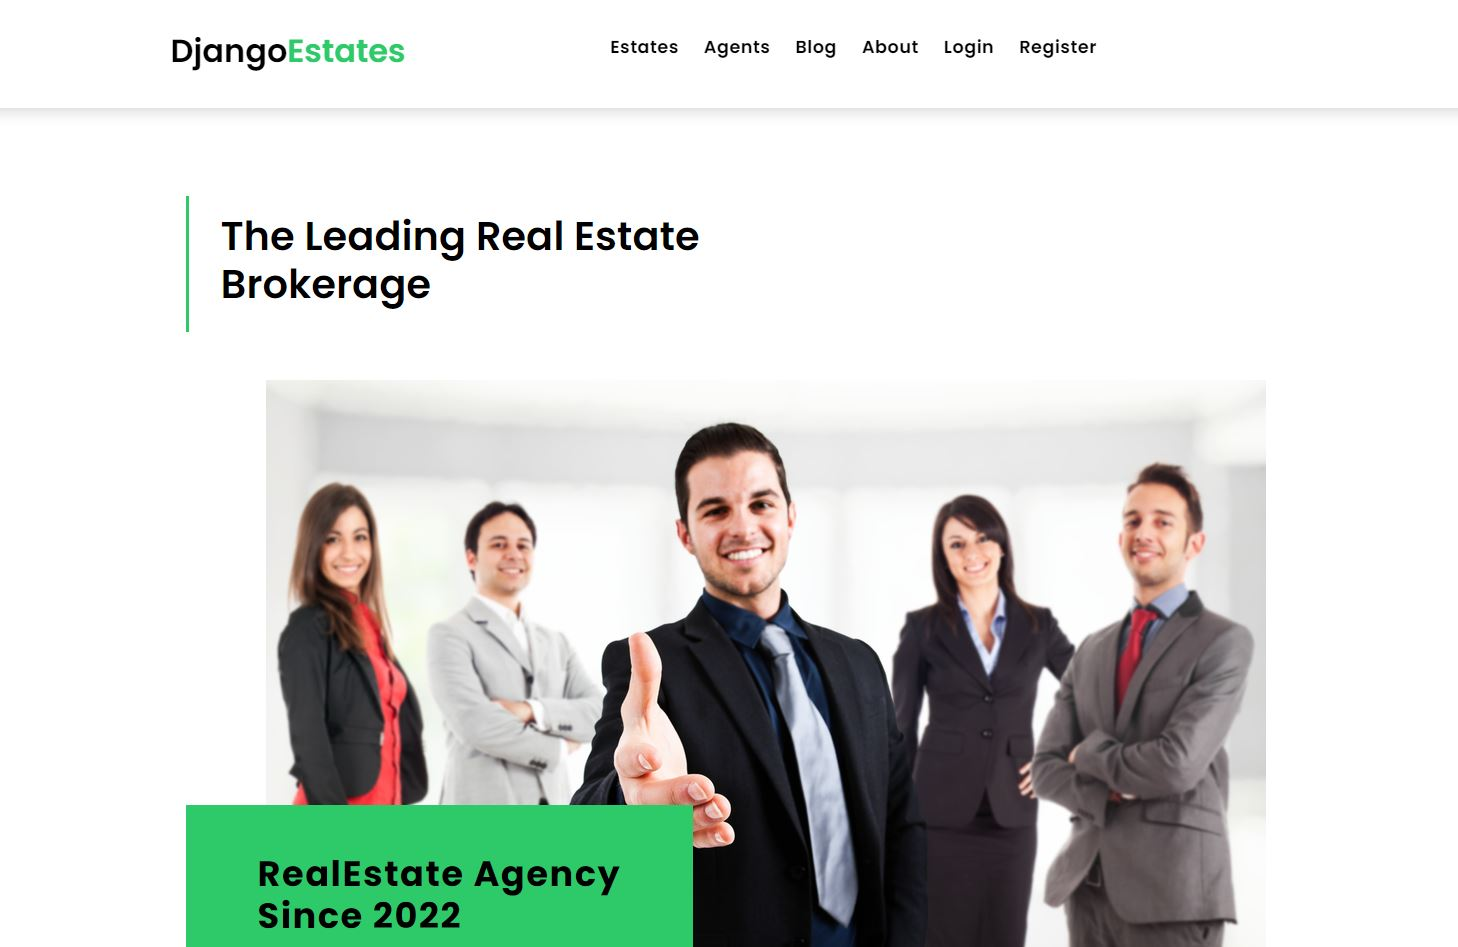 DjangoEstates
Estates Agents Blog About Login Register
The Leading Real Estate
Brokerage
RealEstate Agency
Since 2022